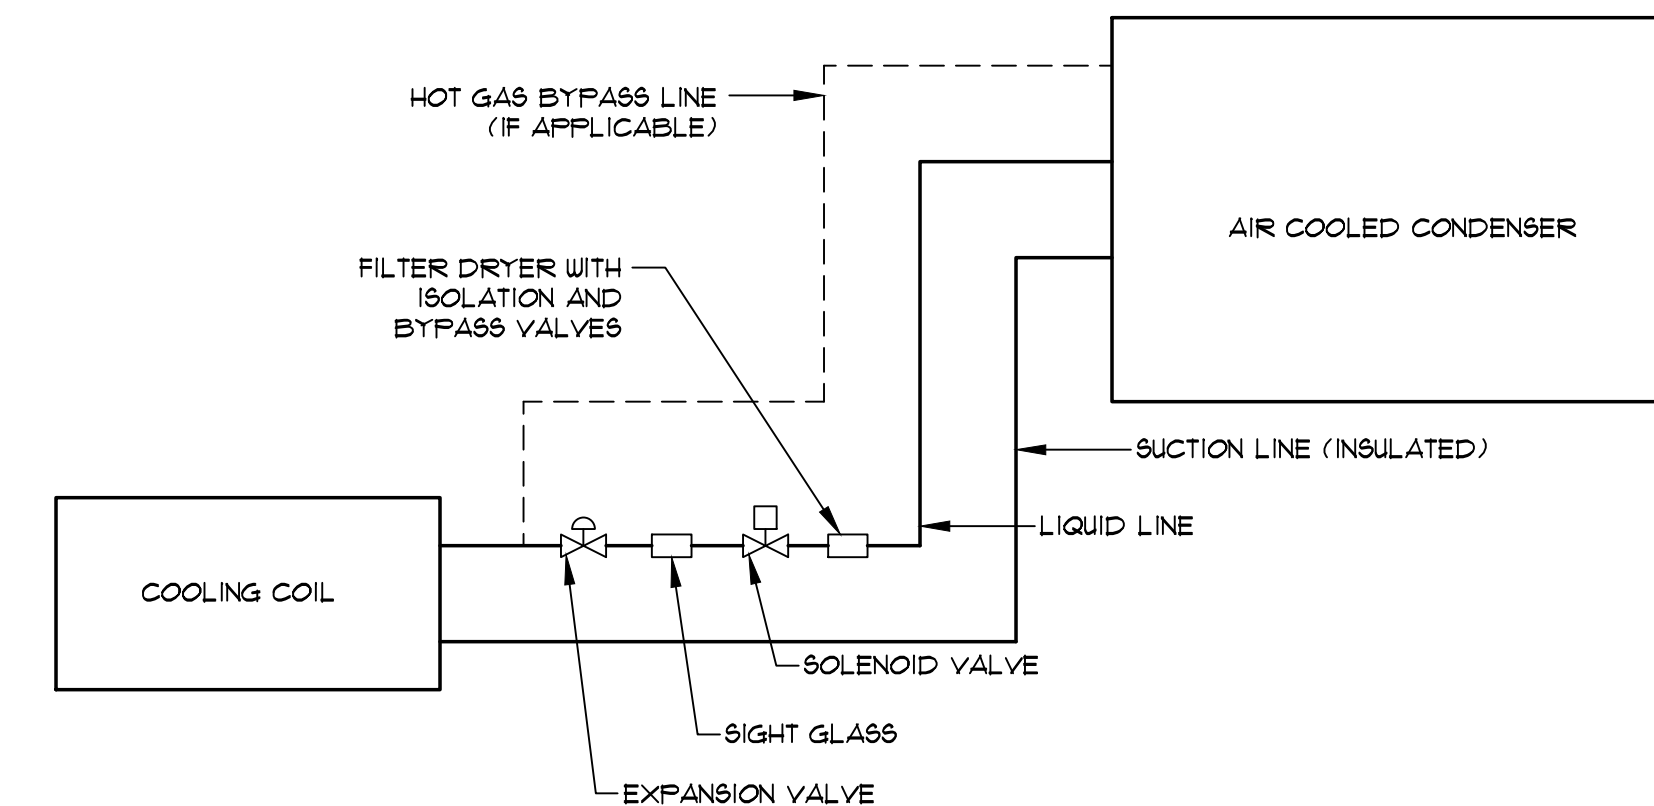 HOT GAS BYPASS LINE
(IF APPLICABLE)
AIR COOLED CONDENSER
FILTER DRYER WITH
ISOLATION AND
BYPASS VALVES
SUCTION LINE (INSULATED)
LIQUID LINE
COOLING COIL
SOLENOID VALVE
SIGHT GLASS
EXPANSION VALVE